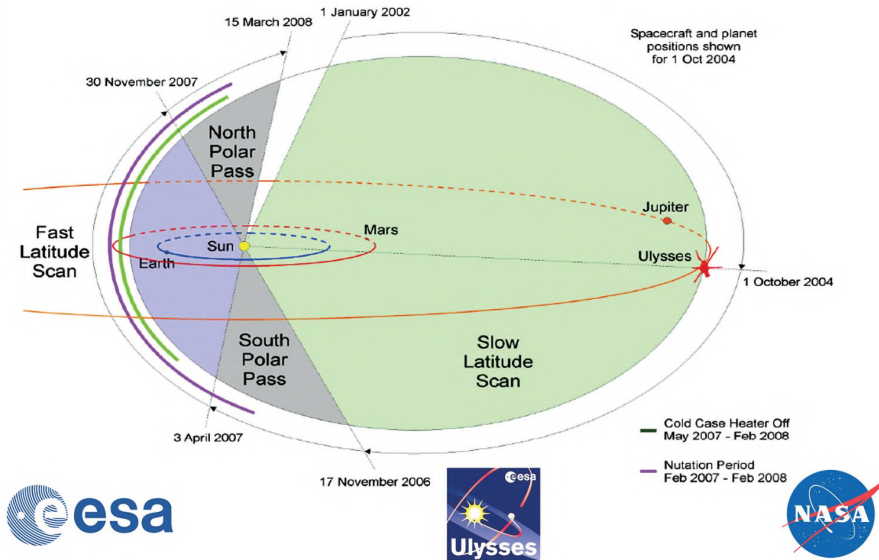 15 March 2008
1 January 2002
Spacecraft and planet
positions shown
for 1 Oct 2004
30 November 2007
North
Polar
Pass
Jupiter
Fast
Latitude
Scan
Sun
Mars
Earth
Ulysses
1 October 2004
South
Polar
Pass
Slow
Latitude
Scan
3 April 2007
17 November 2006
Cold Case Heater Off
May 2007 - Feb 2008
Nutation Period
Feb 2007 - Feb 2008
esa
esa
Ulysses
NASA